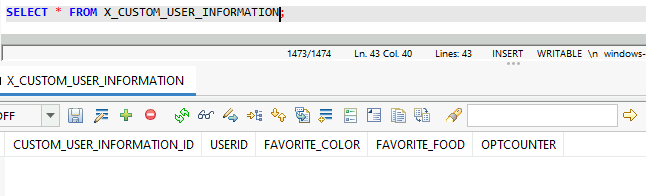 SELECT * FROM X_CUSTOM_USER_INFORMATION;
1473/1474 Ln. 43 Col. 40 Lines: 43 INSERT WRITABLE \n windows-
X_CUSTOM_USER_INFORMATION
OFF
CUSTOM_USER_INFORMATION_ID USERID FAVORITE_COLOR FAVORITE_FOOD OPTCOUNTER